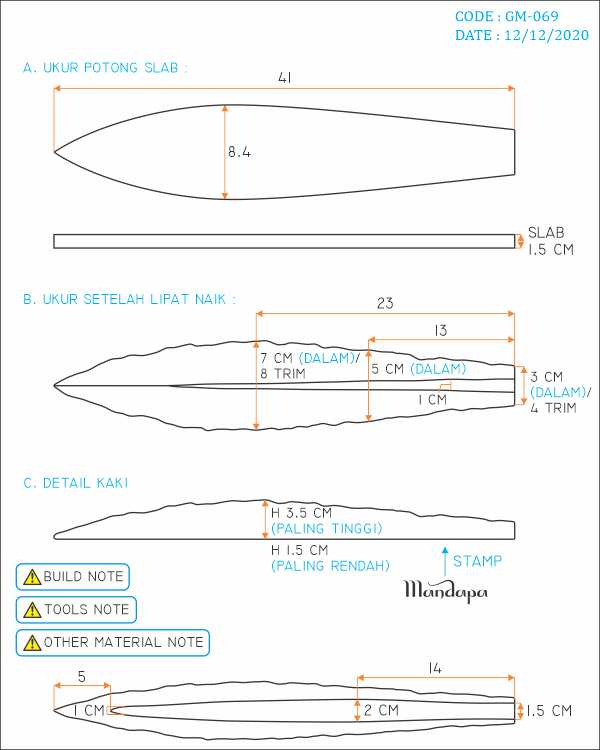 CODE : GM-069
DATE : 12/12/2020
A. UKUR POTONG SLAB :
41
8.4
SLAB
1.5 CM
B. UKUR SETELAH LIPAT NAIK :
23
13
7 CM (DALAM)/
8 TRIM
5 CM (DALAM)
1 CM
3 CM
(DALAM)/
4 TRIM
C. DETAIL KAKI
H 3.5 CM
(PALING TINGGI)
H 1.5 CM
(PALING RENDAH)
STAMP
Mandapa
BUILD NOTE
TOOLS NOTE
OTHER MATERIAL NOTE
5
14
1 CM
2 CM
1.5 CM